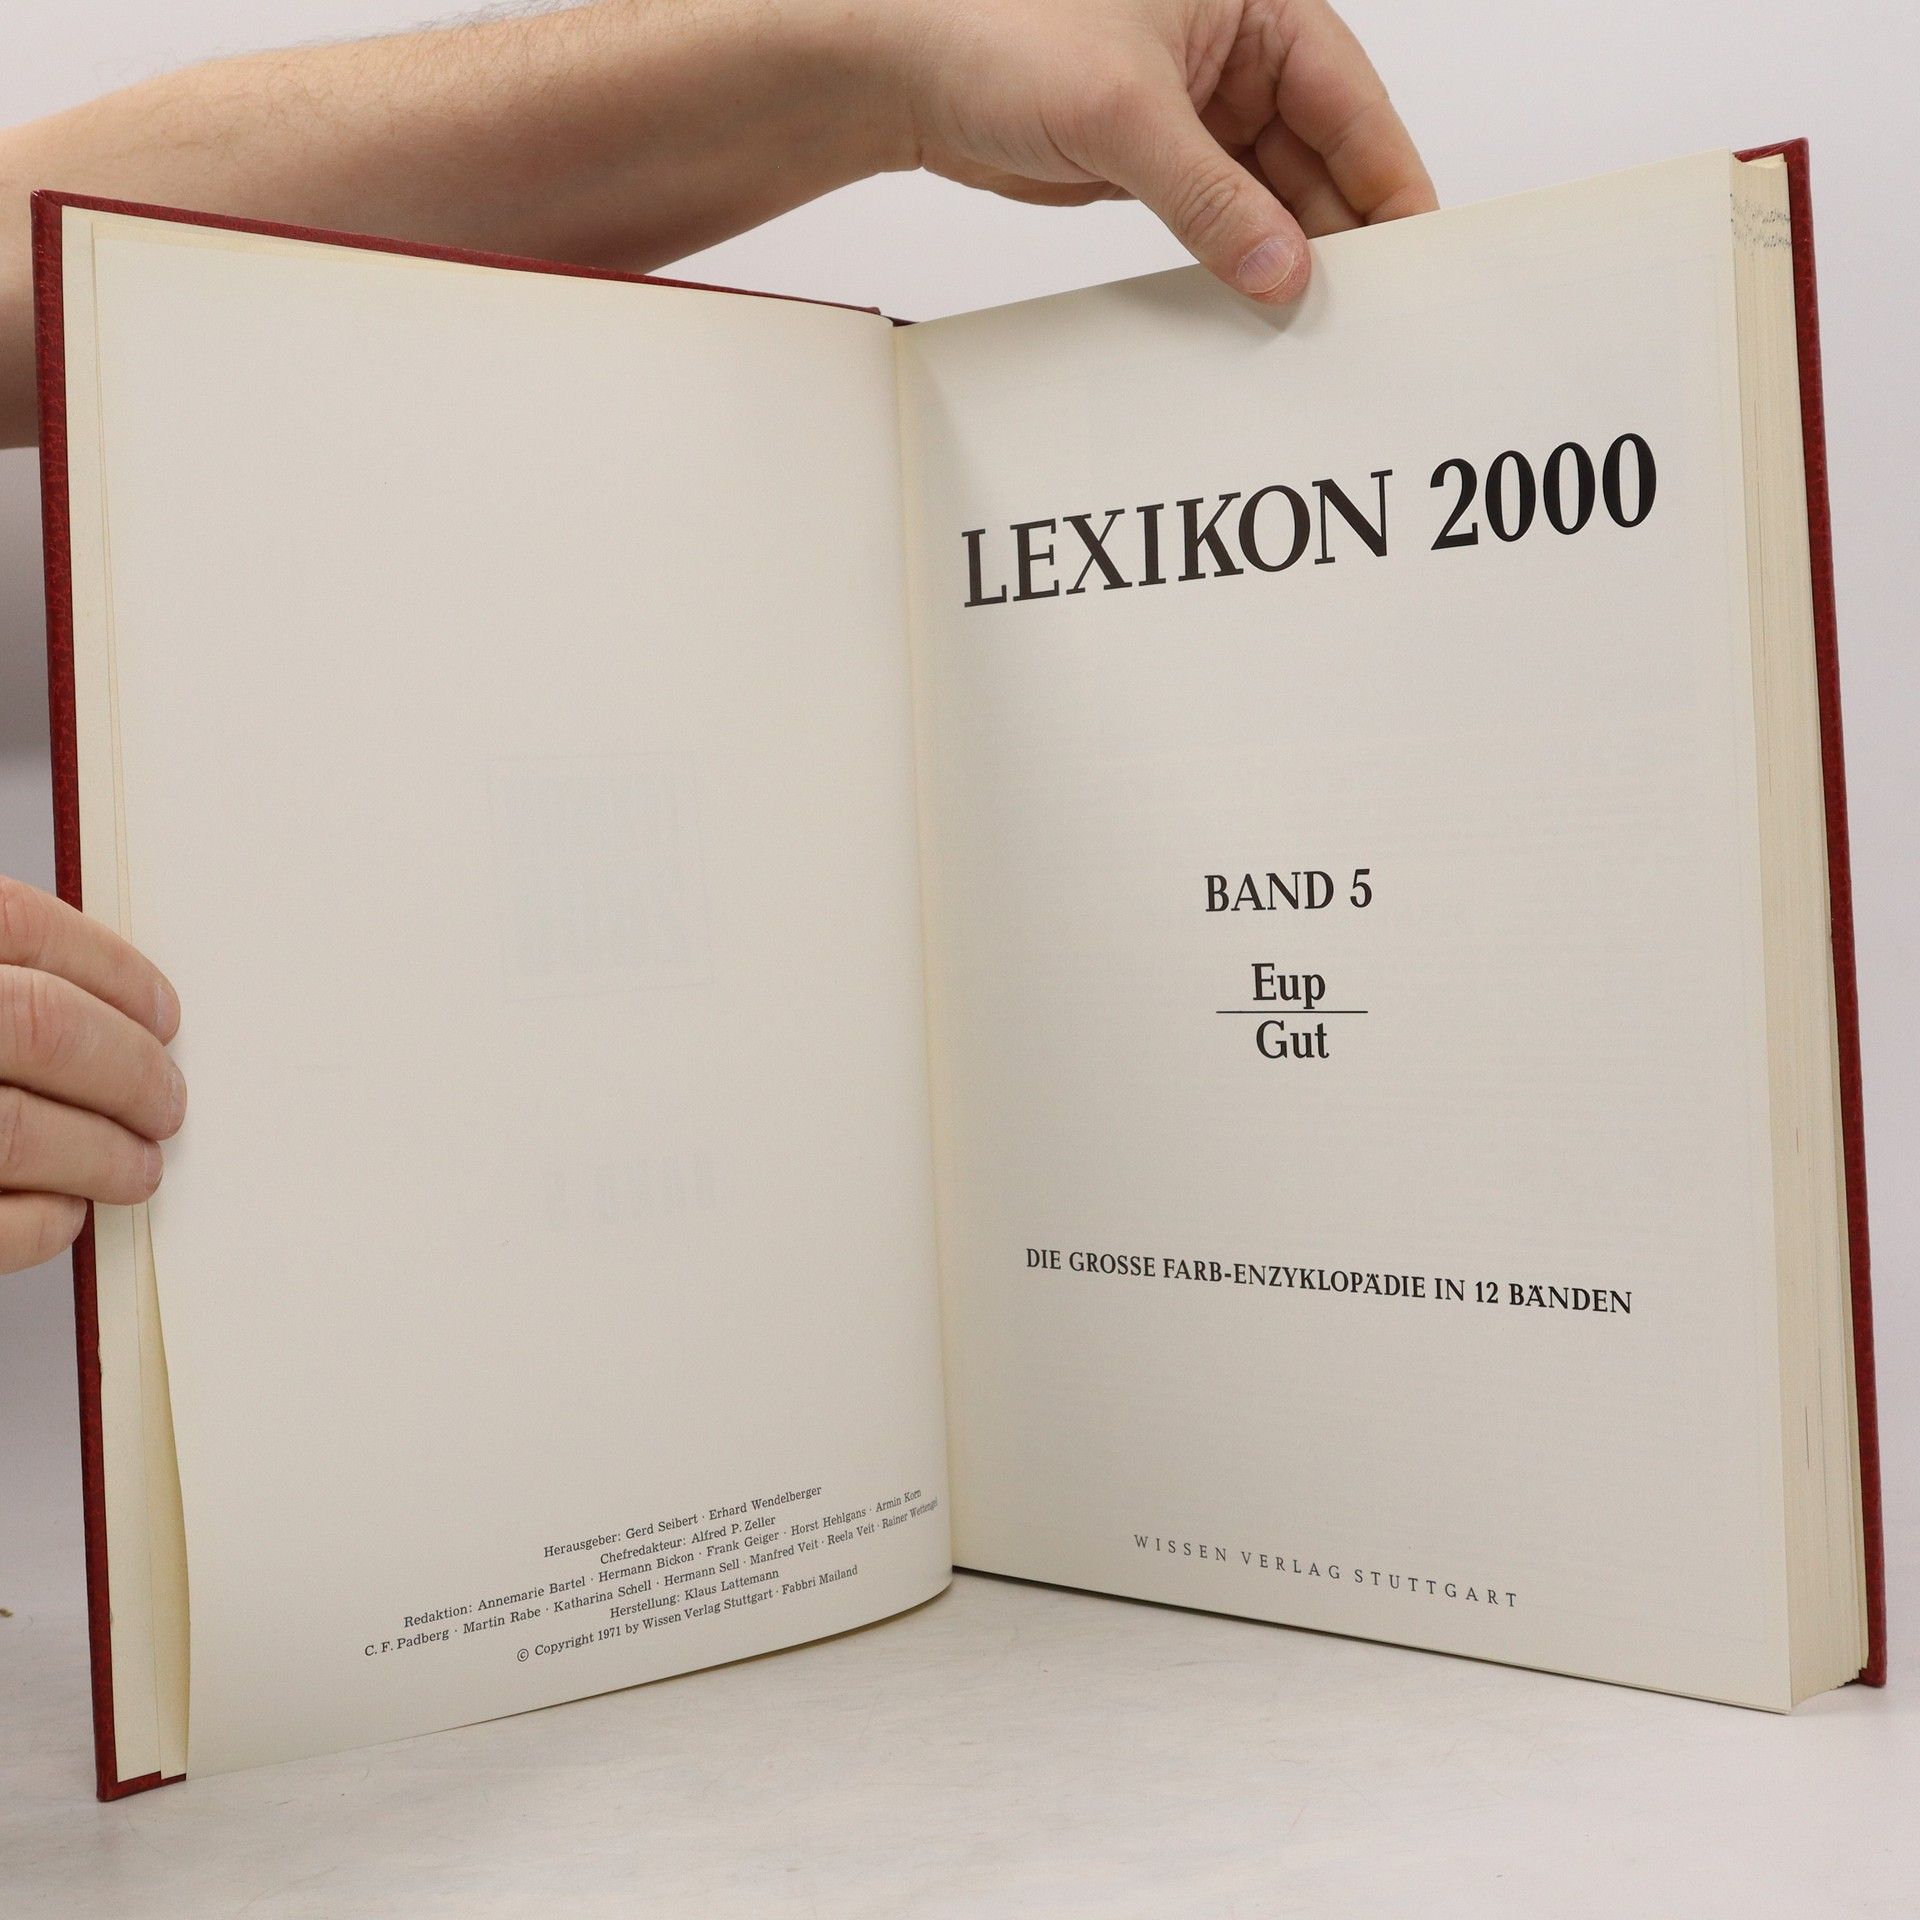 Herausgeber: Gerd Seibert · Erhard Wendelberger
Chefredakteur: Alfred P. Zeller
Redaktion: Annemarie Bartel · Hermann Bickon · Frank Geiger · Horst Hehlgans · Armin Korn
C. F. Padberg · Martin Rabe · Katharina Schell · Hermann Sell · Manfred Veit · Reela Veit · Rainer Wettengel
Herstellung: Klaus Lattemann
© Copyright 1971 by Wissen Verlag Stuttgart · Fabbri Mailand
LEXIKON 2000
BAND 5
Eup
Gut
DIE GROSSE FARB-ENZYKLOPÄDIE IN 12 BÄNDEN
WISSEN VERLAG STUTTGART